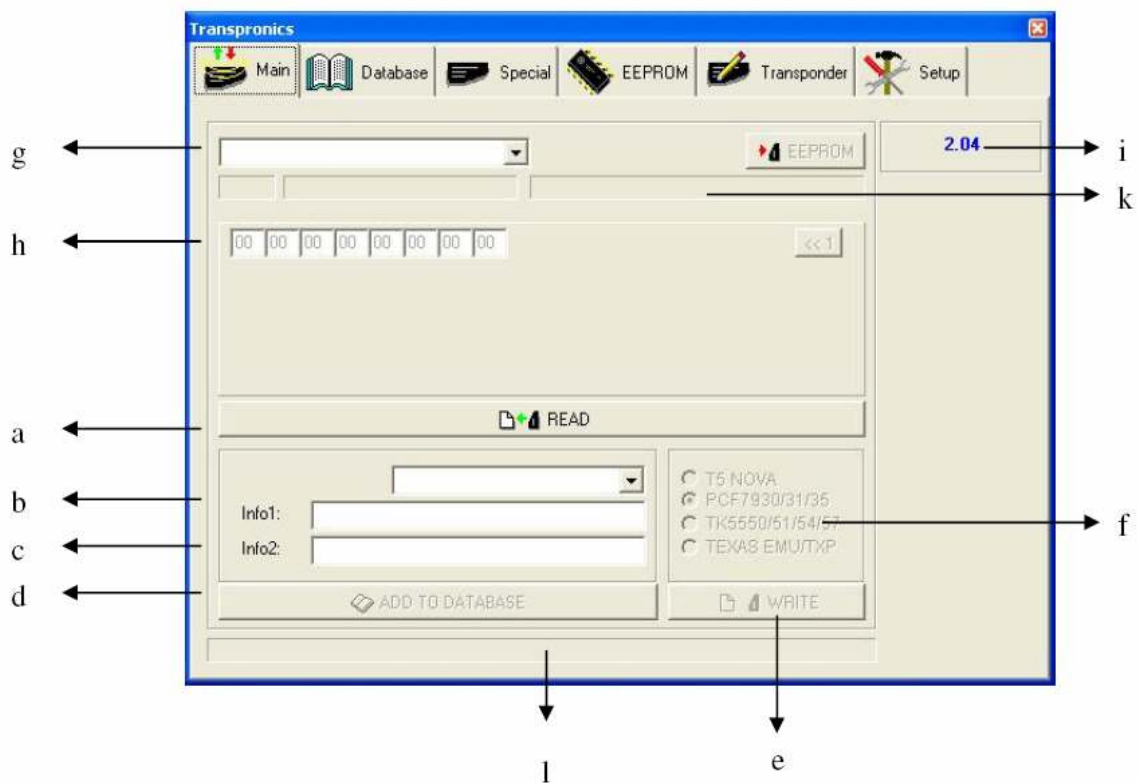 Transpronics
Main Database Special EEPROM Transponder Setup
g EEPROM 2.04 i
k
h 00 00 00 00 00 00 00 00 << 1
a READ
b T5 NOVA
Info1: PCF7930/31/35
TK5550/51/54/57 f
c Info2: TEXAS EMU/TXP
d ADD TO DATABASE WRITE
l e